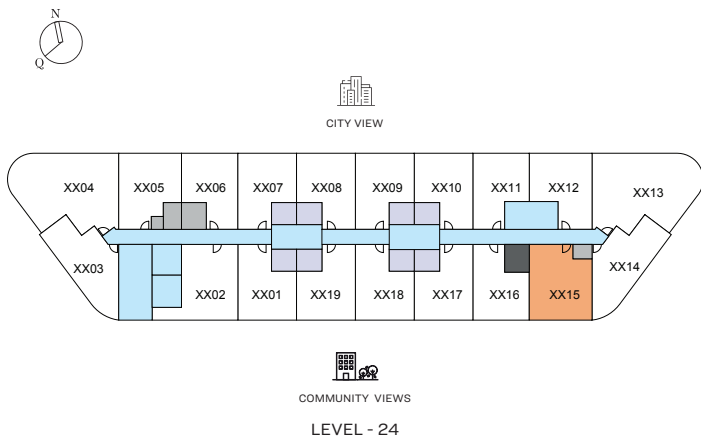 N
Q
CITY VIEW
XX04 XX05 XX06 XX07 XX08 XX09 XX10 XX11 XX12 XX13
XX03 XX14
XX02 XX01 XX19 XX18 XX17 XX16 XX15
COMMUNITY VIEWS
LEVEL - 24